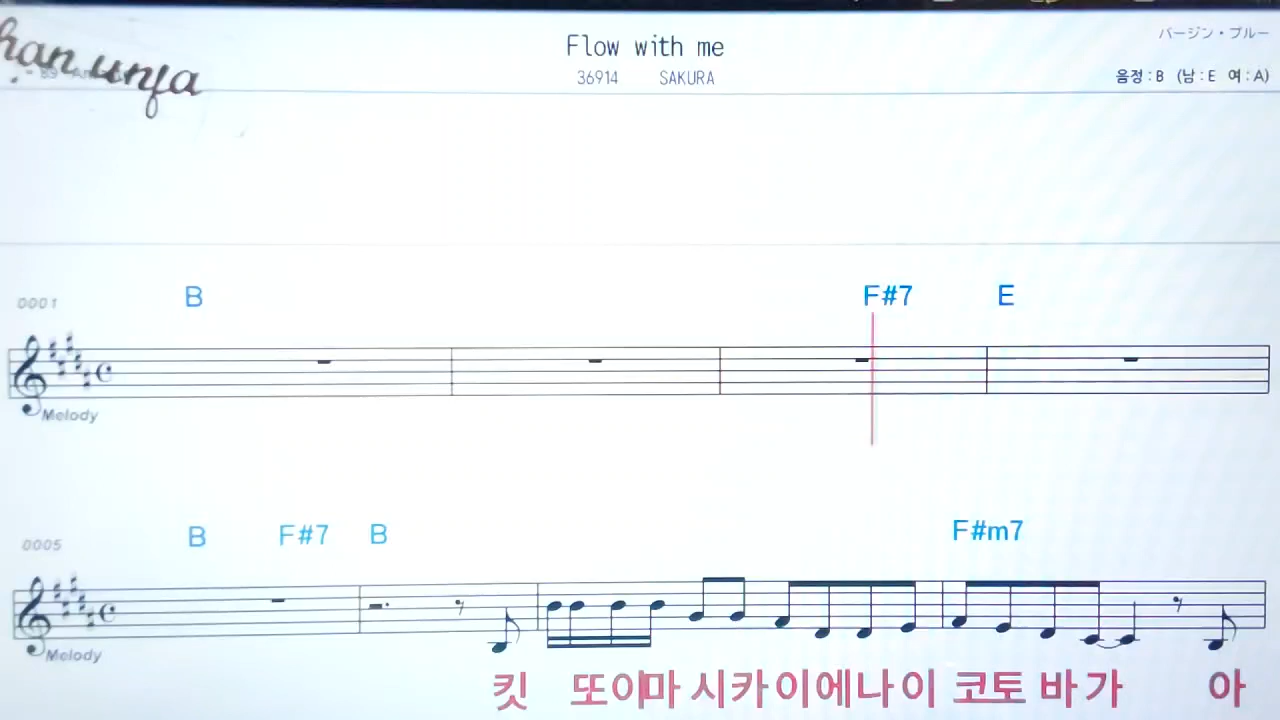 Flow with me
バージン・ブルー
36914 SAKURA
음정:B (남:E 여:A)
han unja
0001 B F#7 E
Melody
0005 B F#7 B F#m7
Melody
킷 또이마시카이에나이 코토바가 아